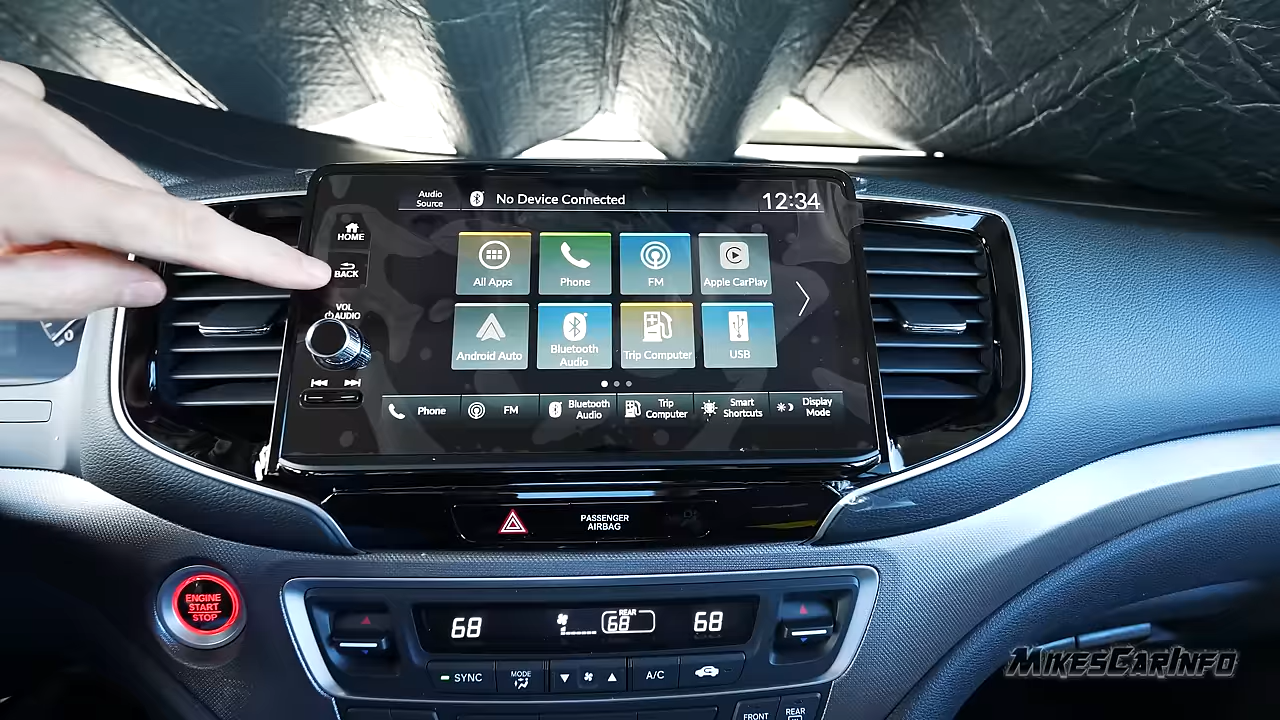 Audio Source
No Device Connected
12:34
HOME
BACK
VOL
AUDIO
All Apps
Phone
FM
Apple CarPlay
Android Auto
Bluetooth Audio
Trip Computer
USB
Phone
FM
Bluetooth Audio
Trip Computer
Smart Shortcuts
Display Mode
PASSENGER
AIRBAG
ENGINE
START
STOP
68
REAR
68
68
SYNC
MODE
A/C
FRONT
REAR
MIKESCARINFO